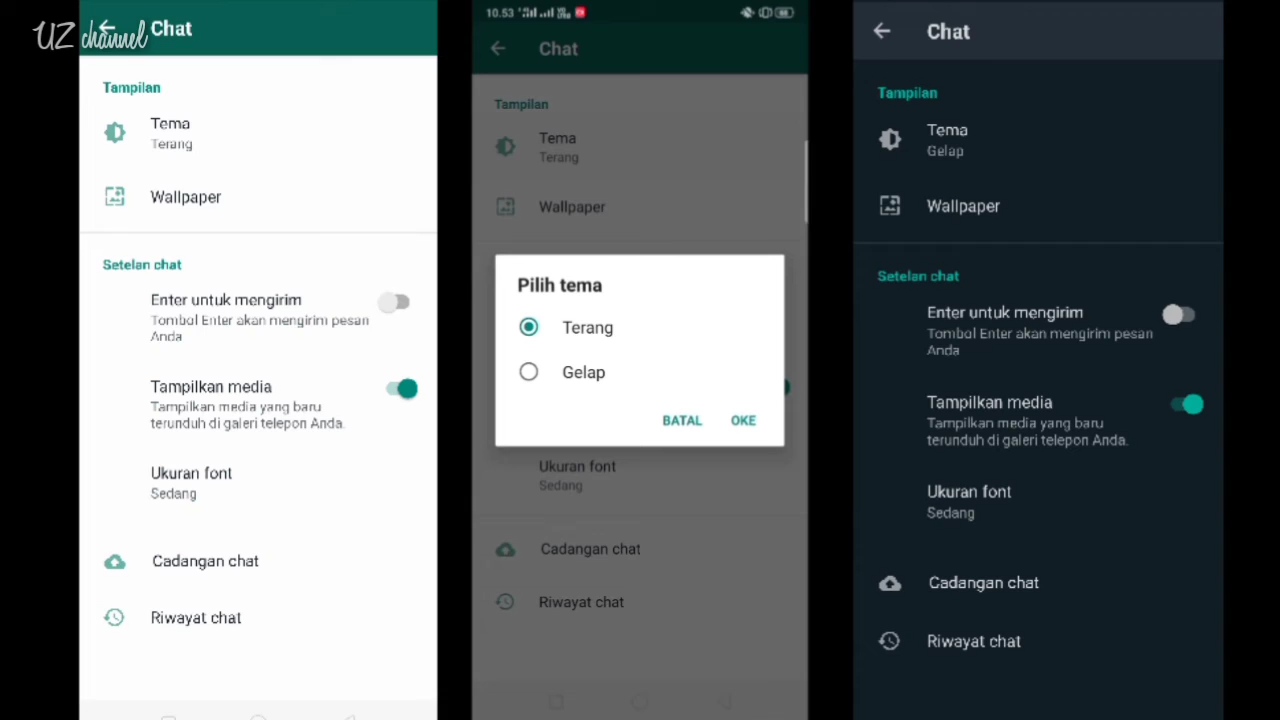 UZ channel
Chat
Tampilan
Tema
Terang
Wallpaper
Setelan chat
Enter untuk mengirim
Tombol Enter akan mengirim pesan
Anda
Tampilkan media
Tampilkan media yang baru
terunduh di galeri telepon Anda.
Ukuran font
Sedang
Cadangan chat
Riwayat chat
10.53
Chat
Tampilan
Tema
Terang
Wallpaper
Pilih tema
Terang
Gelap
BATAL OKE
Ukuran font
Sedang
Cadangan chat
Riwayat chat
Chat
Tampilan
Tema
Gelap
Wallpaper
Setelan chat
Enter untuk mengirim
Tombol Enter akan mengirim pesan
Anda
Tampilkan media
Tampilkan media yang baru
terunduh di galeri telepon Anda.
Ukuran font
Sedang
Cadangan chat
Riwayat chat